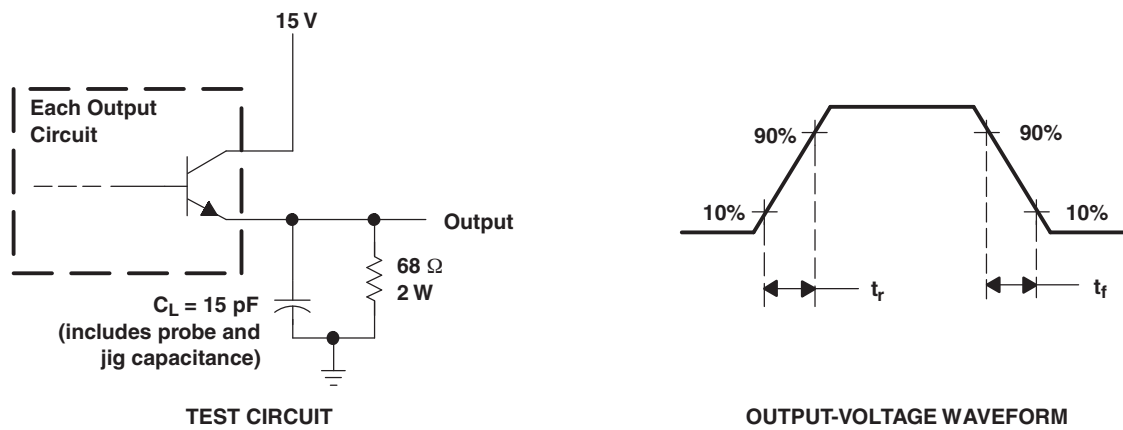 15 V
Each Output
Circuit
Output
68 Ω
2 W
C_L = 15 pF
(includes probe and
jig capacitance)
TEST CIRCUIT
90%
90%
10%
10%
t_r
t_f
OUTPUT-VOLTAGE WAVEFORM